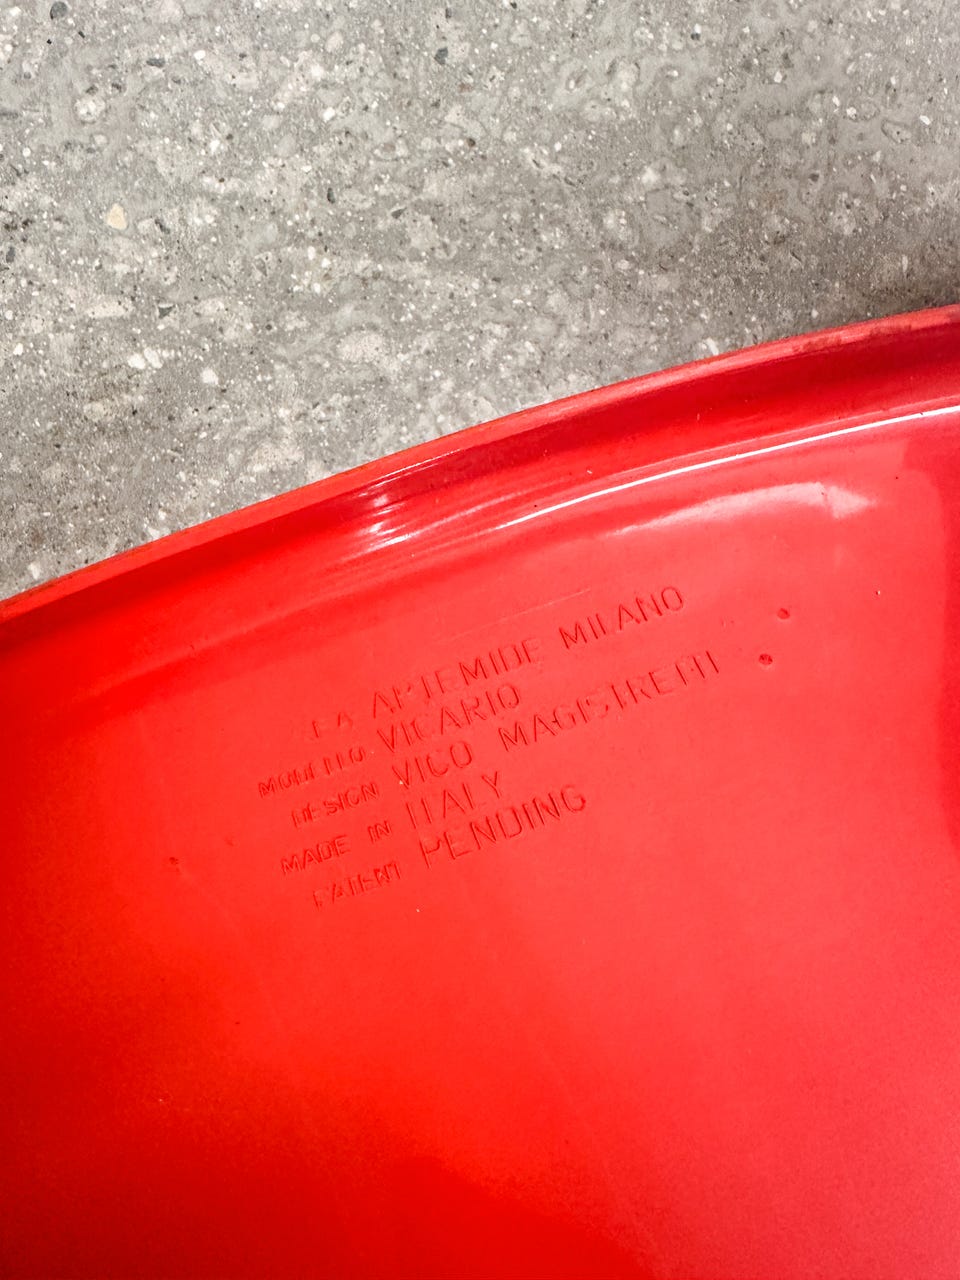 ARTEMIDE MILANO
MODELLO VICARIO
DESIGN VICO MAGISTRETTI
MADE IN ITALY
PATENT PENDING